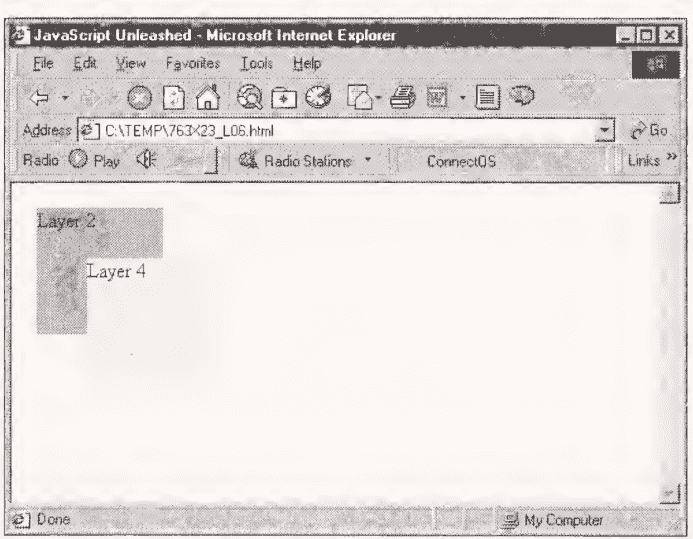 JavaScript Unleashed - Microsoft Internet Explorer
File Edit View Favorites Tools Help
Address C:\TEMP\763X23_L06.html Go
Radio Play Radio Stations ConnectOS Links »
Layer 2
Layer 4
Done My Computer